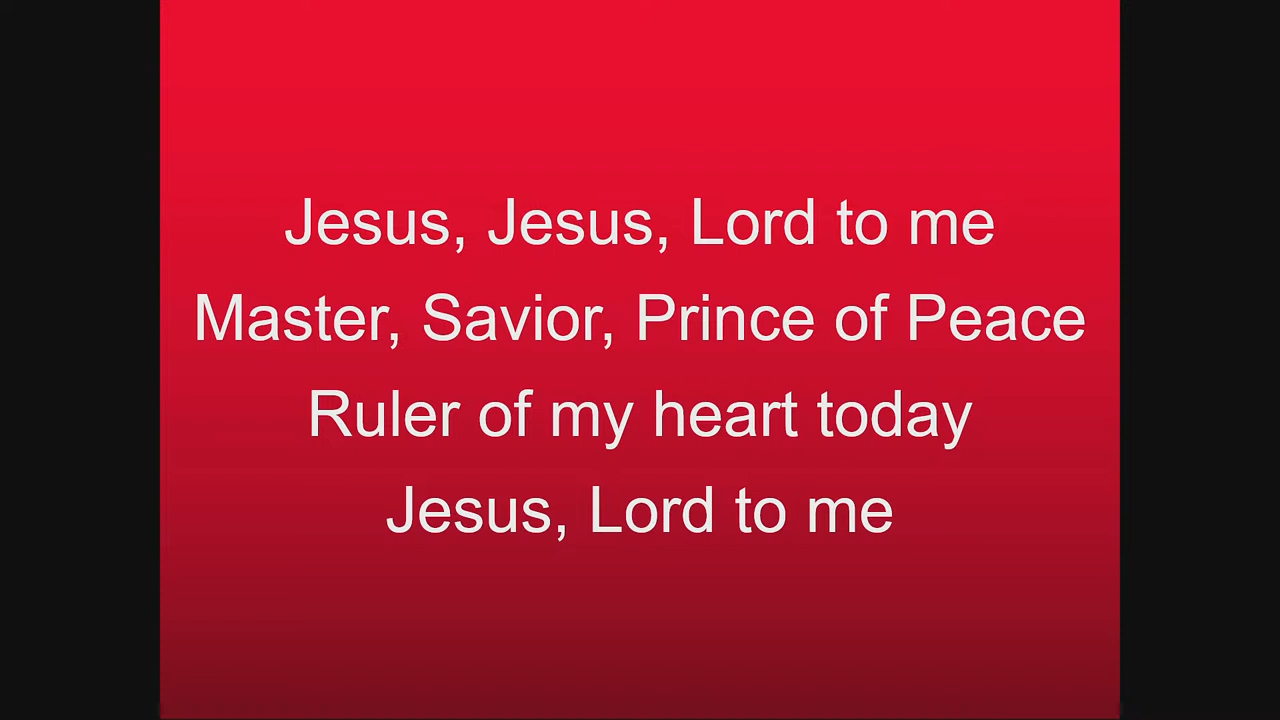 Jesus, Jesus, Lord to me
Master, Savior, Prince of Peace
Ruler of my heart today
Jesus, Lord to me